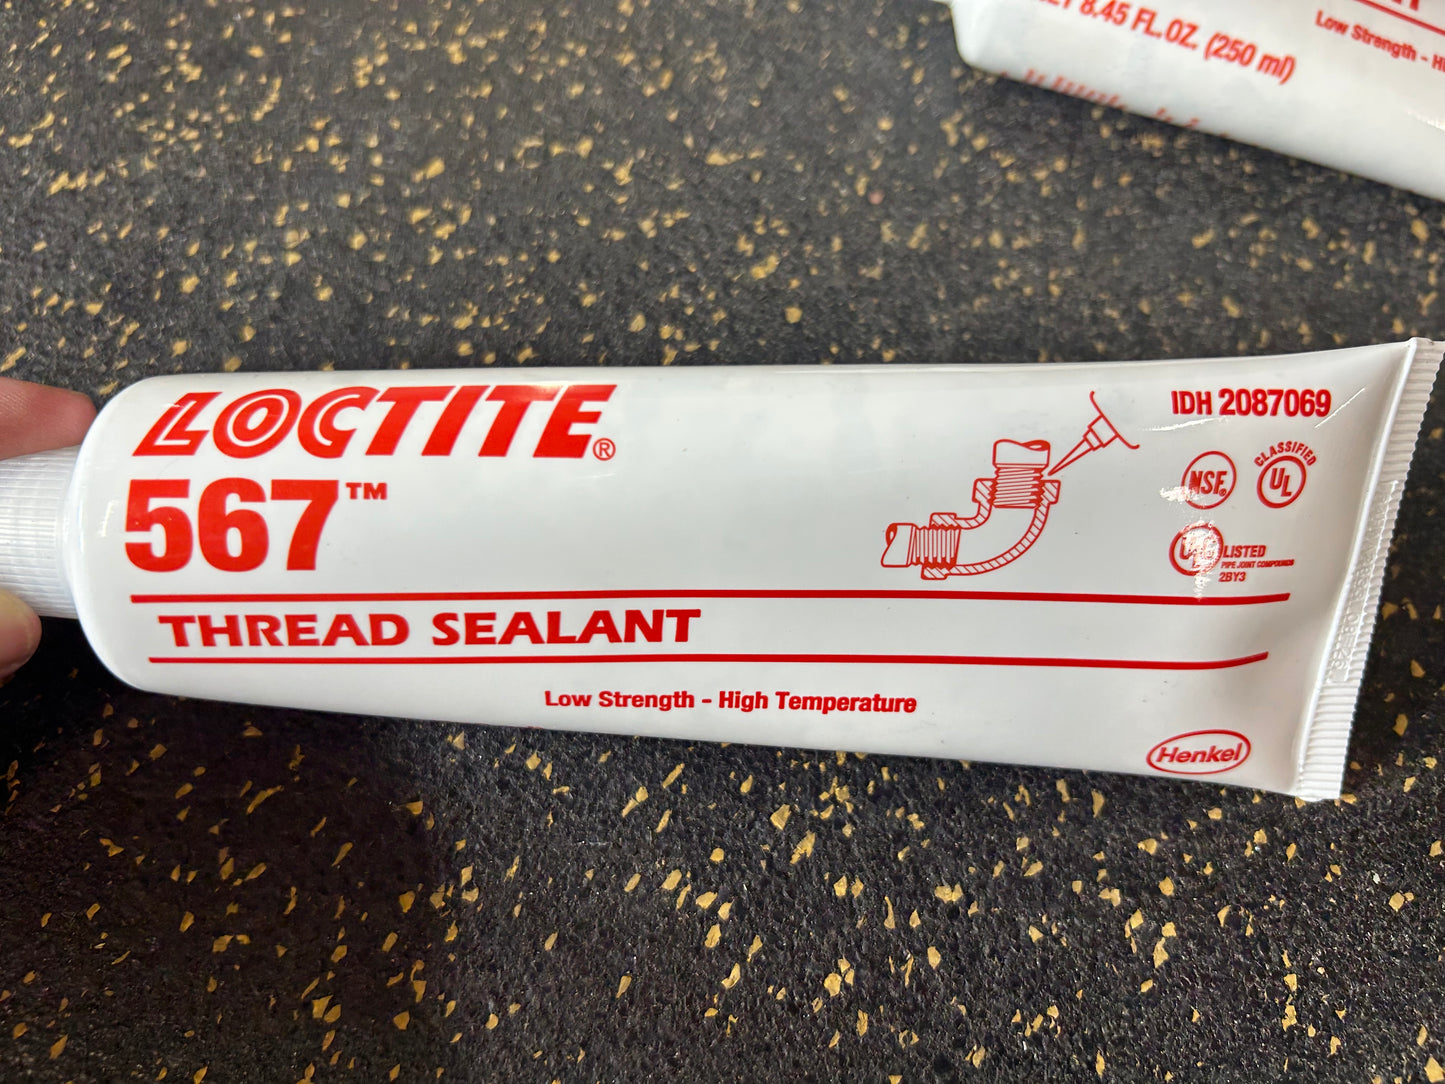 8.45 FL.OZ. (250 ml)
Low Strength - H
LOCTITE®
567™
THREAD SEALANT
Low Strength - High Temperature
IDH 2087069
NSF®
CLASSIFIED
UL
LISTED
PIPE JOINT COMPOUNDS
2BY3
Henkel